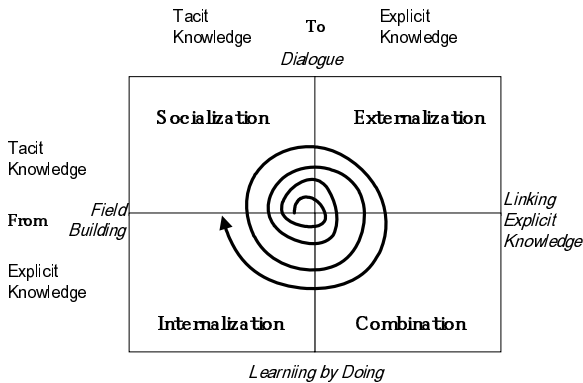 Tacit
Knowledge
To
Explicit
Knowledge
Dialogue
Socialization
Externalization
Tacit
Knowledge
From
Field
Building
Linking
Explicit
Knowledge
Explicit
Knowledge
Internalization
Combination
Learniing by Doing